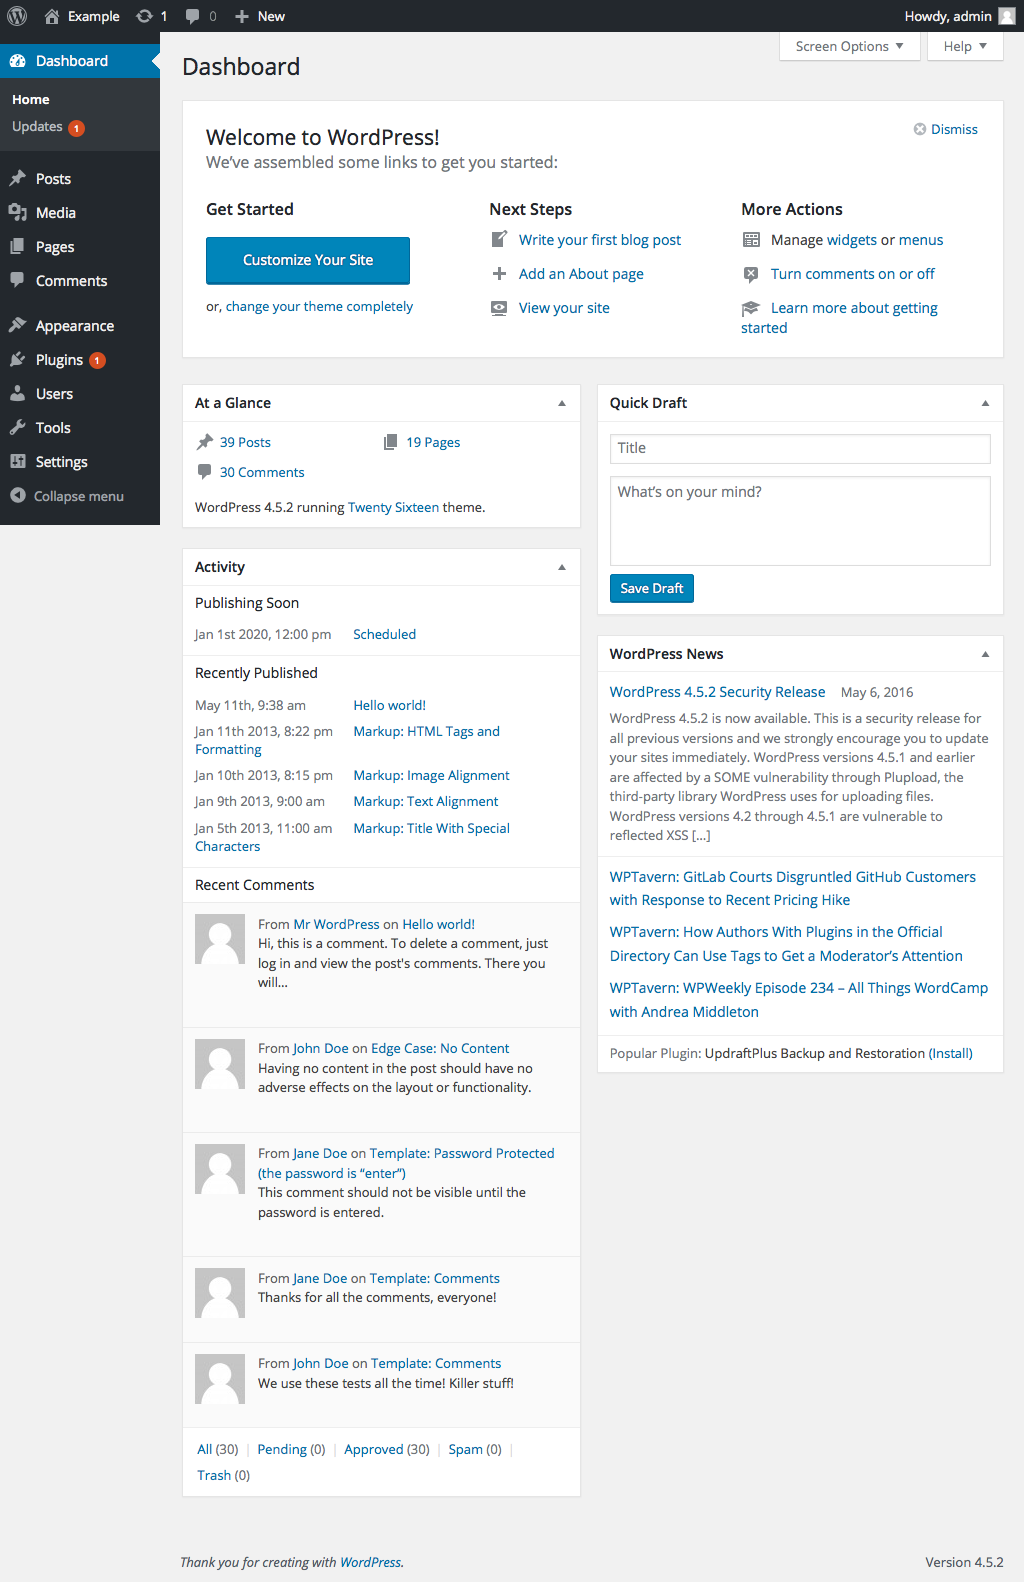 Example 1 0 New Howdy, admin
Dashboard
Home
Updates 1
Posts
Media
Pages
Comments
Appearance
Plugins 1
Users
Tools
Settings
Collapse menu
Screen Options Help
Dashboard
Welcome to WordPress!
Dismiss
We’ve assembled some links to get you started:
Get Started
Customize Your Site
or, change your theme completely
Next Steps
Write your first blog post
Add an About page
View your site
More Actions
Manage widgets or menus
Turn comments on or off
Learn more about getting
started
At a Glance
39 Posts 19 Pages
30 Comments
WordPress 4.5.2 running Twenty Sixteen theme.
Activity
Publishing Soon
Jan 1st 2020, 12:00 pm Scheduled
Recently Published
May 11th, 9:38 am Hello world!
Jan 11th 2013, 8:22 pm Markup: HTML Tags and
Formatting
Jan 10th 2013, 8:15 pm Markup: Image Alignment
Jan 9th 2013, 9:00 am Markup: Text Alignment
Jan 5th 2013, 11:00 am Markup: Title With Special
Characters
Recent Comments
From Mr WordPress on Hello world!
Hi, this is a comment. To delete a comment, just
log in and view the post's comments. There you
will…
From John Doe on Edge Case: No Content
Having no content in the post should have no
adverse effects on the layout or functionality.
From Jane Doe on Template: Password Protected
(the password is “enter”)
This comment should not be visible until the
password is entered.
From Jane Doe on Template: Comments
Thanks for all the comments, everyone!
From John Doe on Template: Comments
We use these tests all the time! Killer stuff!
All (30) | Pending (0) | Approved (30) | Spam (0) |
Trash (0)
Quick Draft
Title
What’s on your mind?
Save Draft
WordPress News
WordPress 4.5.2 Security Release May 6, 2016
WordPress 4.5.2 is now available. This is a security release for
all previous versions and we strongly encourage you to update
your sites immediately. WordPress versions 4.5.1 and earlier
are affected by a SOME vulnerability through Plupload, the
third-party library WordPress uses for uploading files.
WordPress versions 4.2 through 4.5.1 are vulnerable to
reflected XSS […]
WPTavern: GitLab Courts Disgruntled GitHub Customers
with Response to Recent Pricing Hike
WPTavern: How Authors With Plugins in the Official
Directory Can Use Tags to Get a Moderator’s Attention
WPTavern: WPWeekly Episode 234 – All Things WordCamp
with Andrea Middleton
Popular Plugin: UpdraftPlus Backup and Restoration (Install)
Thank you for creating with WordPress. Version 4.5.2